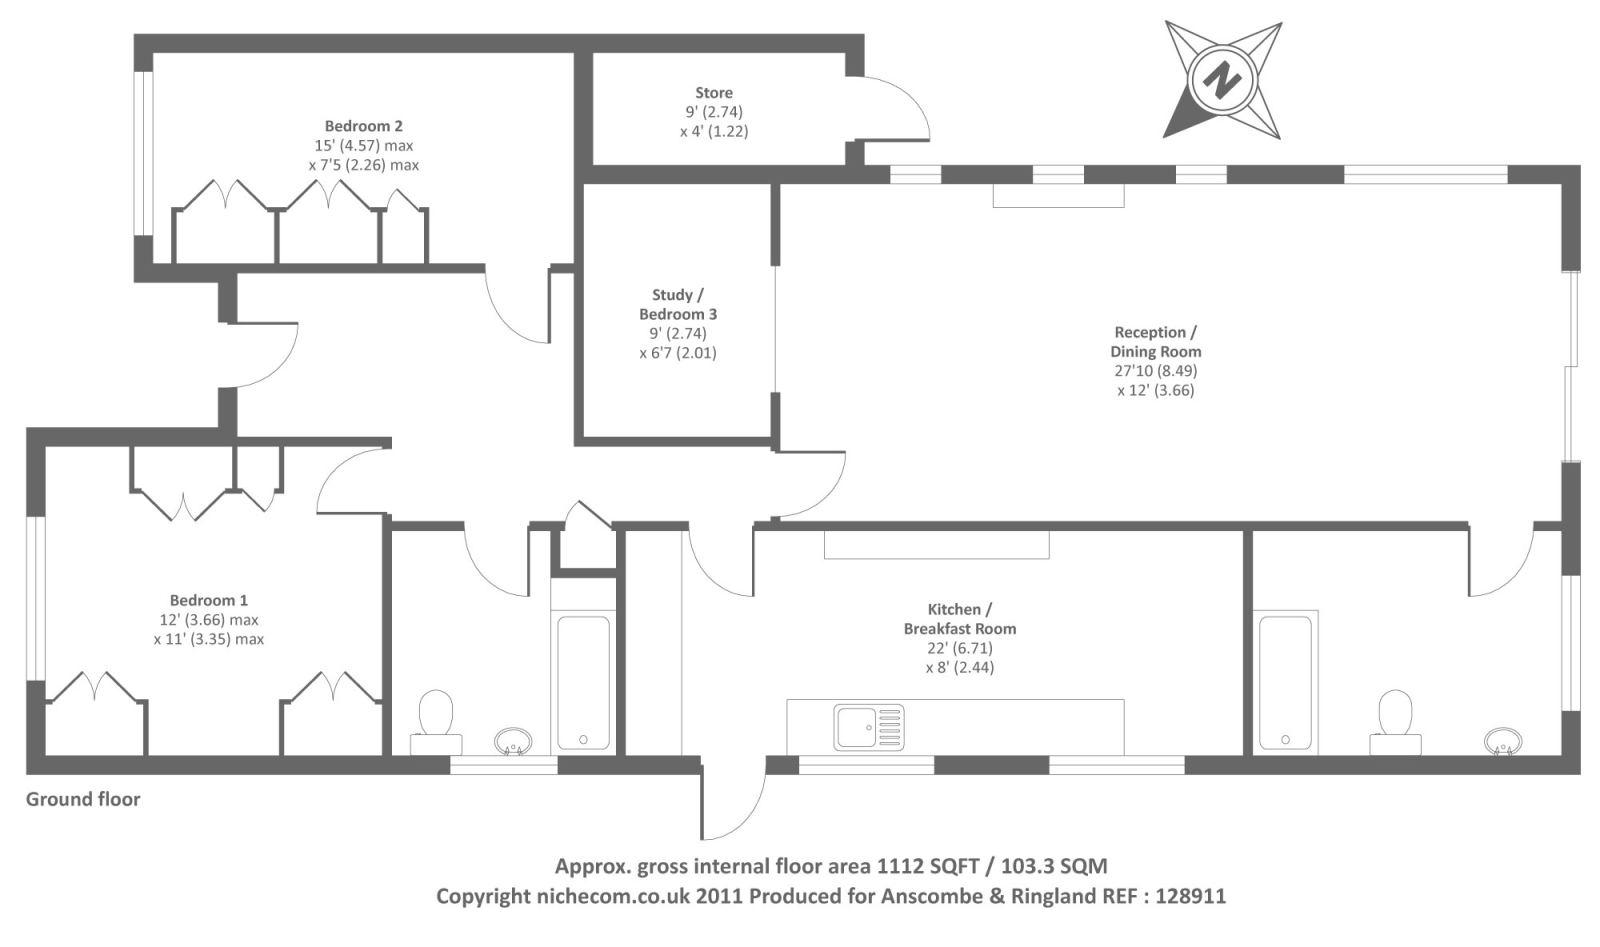 N
Store
9' (2.74)
x 4' (1.22)
Bedroom 2
15' (4.57) max
x 7'5 (2.26) max
Study /
Bedroom 3
9' (2.74)
x 6'7 (2.01)
Reception /
Dining Room
27'10 (8.49)
x 12' (3.66)
Bedroom 1
12' (3.66) max
x 11' (3.35) max
Kitchen /
Breakfast Room
22' (6.71)
x 8' (2.44)
Ground floor
Approx. gross internal floor area 1112 SQFT / 103.3 SQM
Copyright nichecom.co.uk 2011 Produced for Anscombe & Ringland REF : 128911